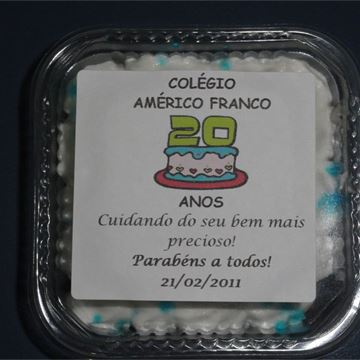 COLÉGIO
AMÉRICO FRANCO
20
ANOS
Cuidando do seu bem mais
precioso!
Parabéns a todos!
21/02/2011